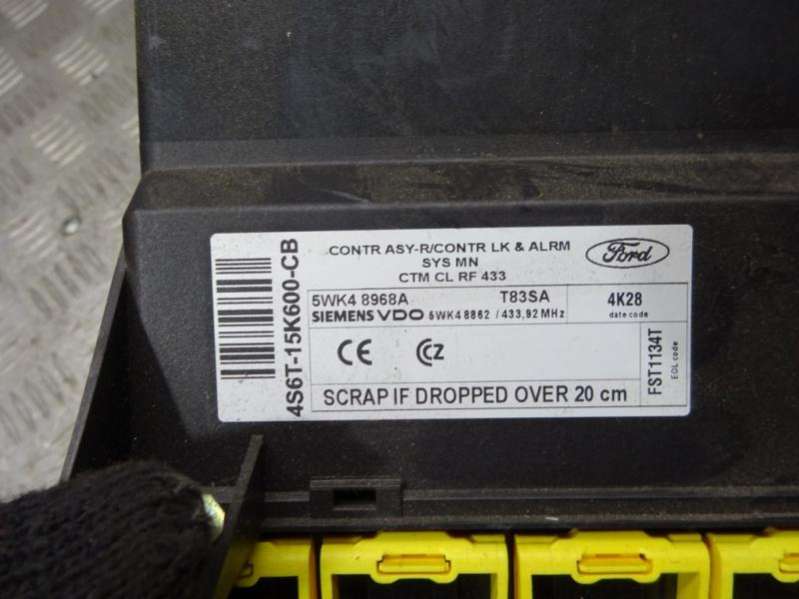 CONTR ASY-R/CONTR LK & ALRM
SYS MN
CTM CL RF 433
Ford
4S6T-15K600-CB
5WK4 8968A T83SA
SIEMENS VDO 5WK4 8862 / 433,92 MHz
4K28
date code
CE CZ
FST1134T
EOL code
SCRAP IF DROPPED OVER 20 cm